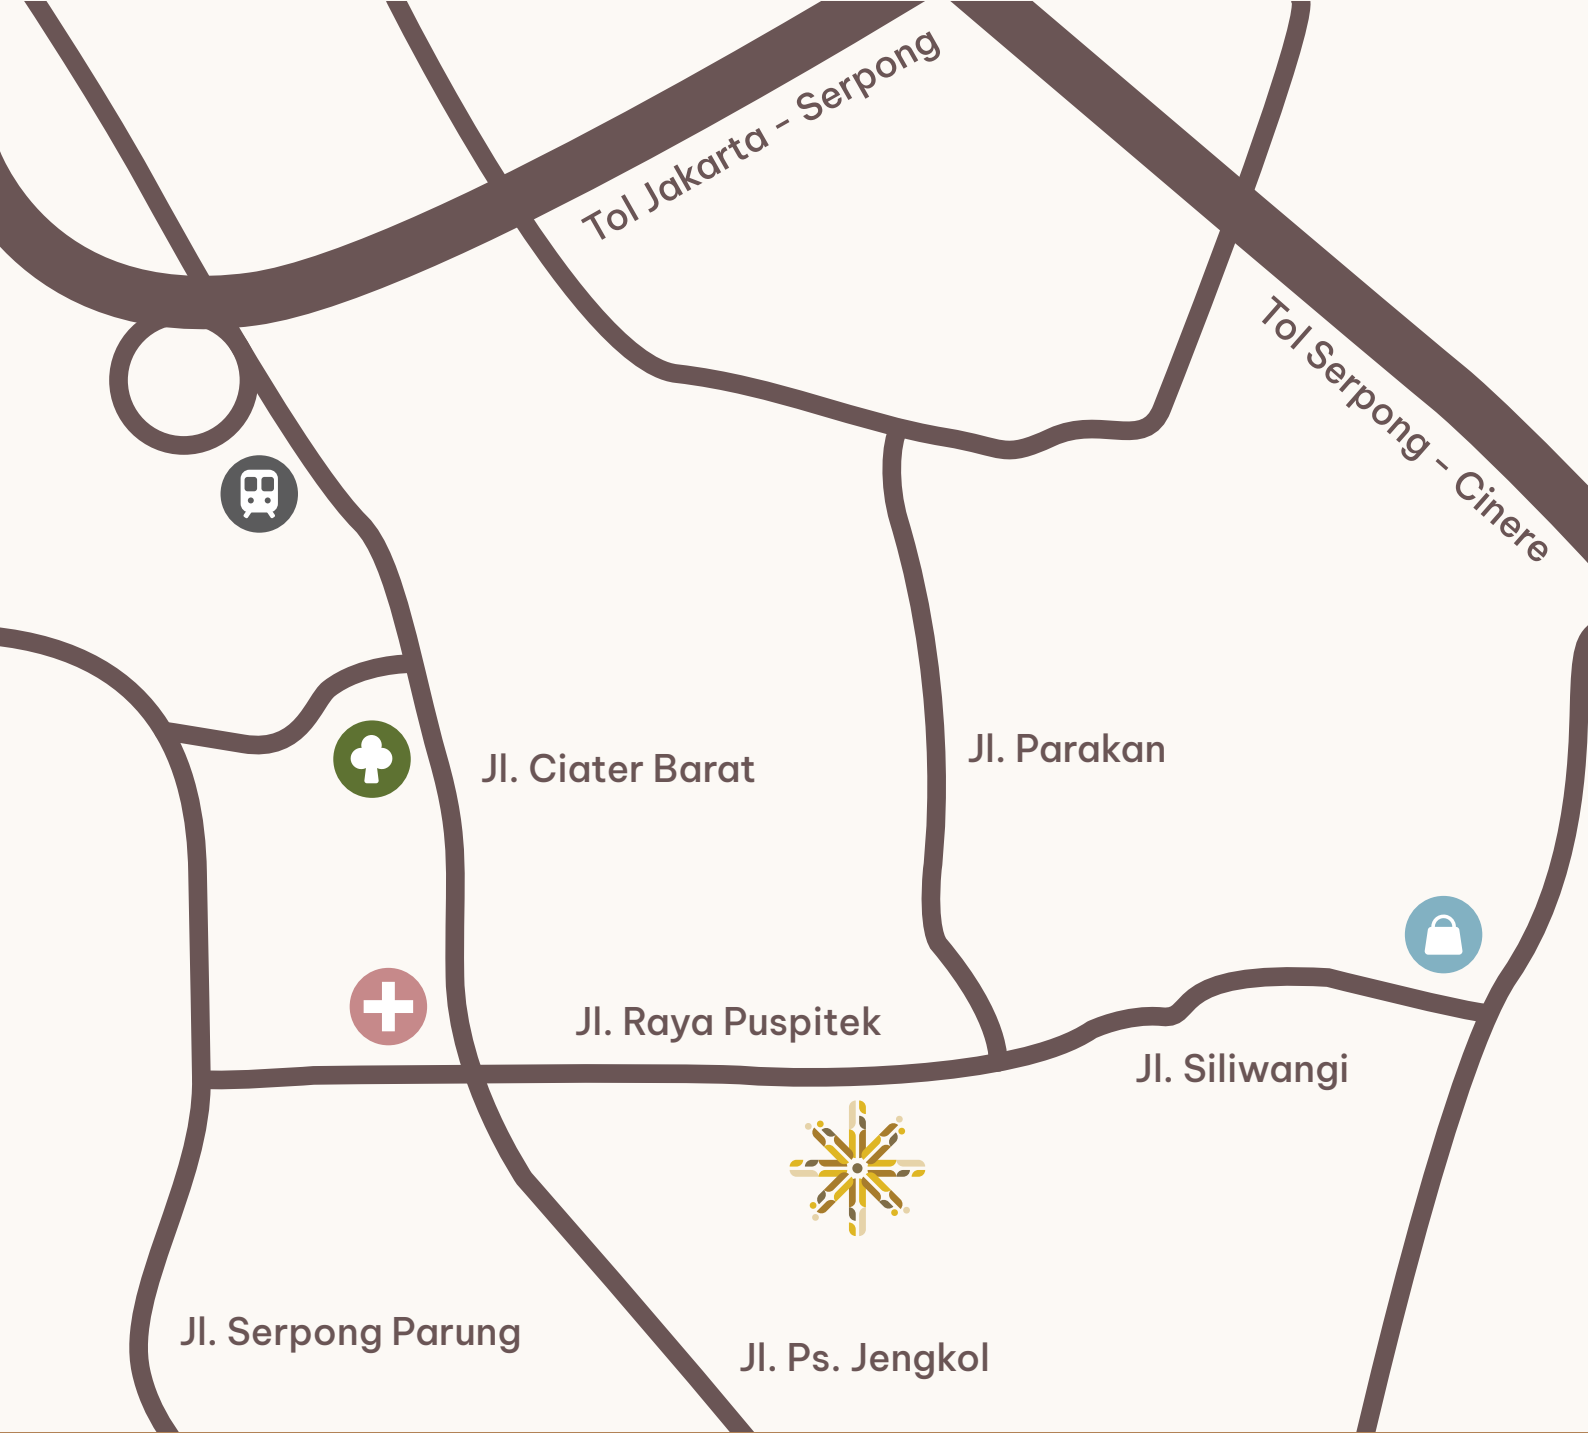 Tol Jakarta - Serpong
Tol Serpong - Cinere
Jl. Parakan
Jl. Ciater Barat
Jl. Raya Puspitek
Jl. Siliwangi
Jl. Serpong Parung
Jl. Ps. Jengkol